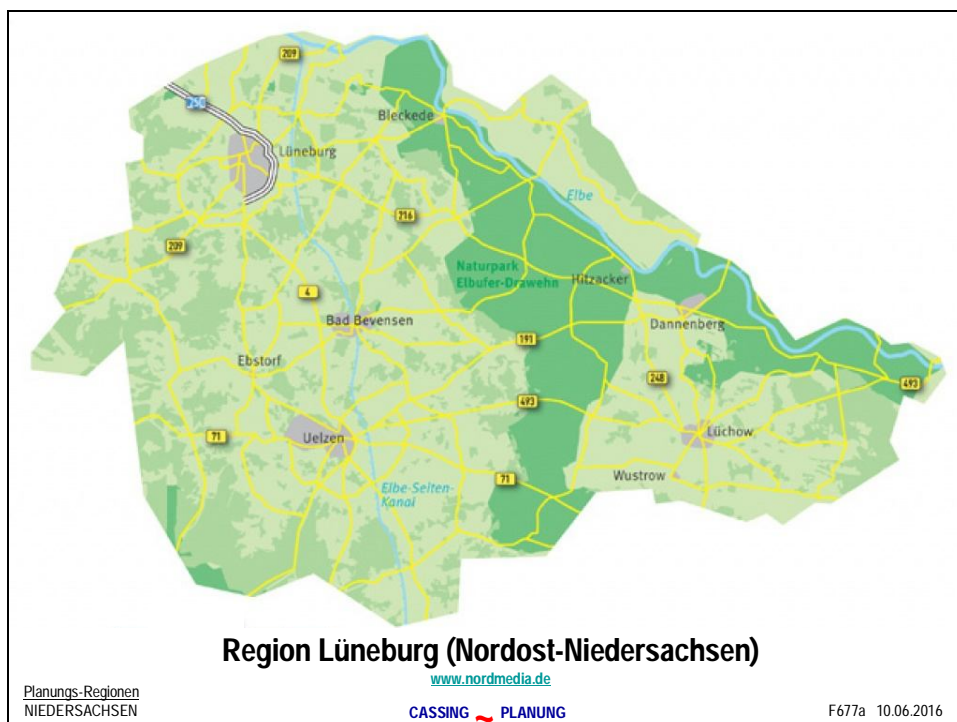 209
250
Bleckede
Lüneburg
Elbe
216
209
Naturpark
Elbufer-Drawehn
Hitzacker
4
Bad Bevensen
Dannenberg
191
Ebstorf
248
493
493
71
Uelzen
Lüchow
71
Wustrow
Elbe-Seiten-
Kanal
Region Lüneburg (Nordost-Niedersachsen)
www.nordmedia.de
Planungs-Regionen
NIEDERSACHSEN
CASSING ~ PLANUNG
F677a 10.06.2016